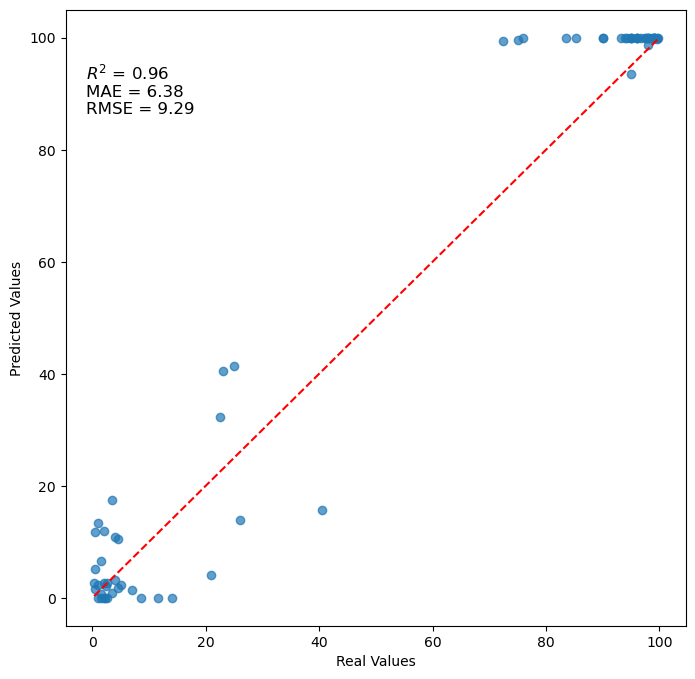 100
80
60
40
20
0
Predicted Values
R² = 0.96
MAE = 6.38
RMSE = 9.29
0 20 40 60 80 100
Real Values